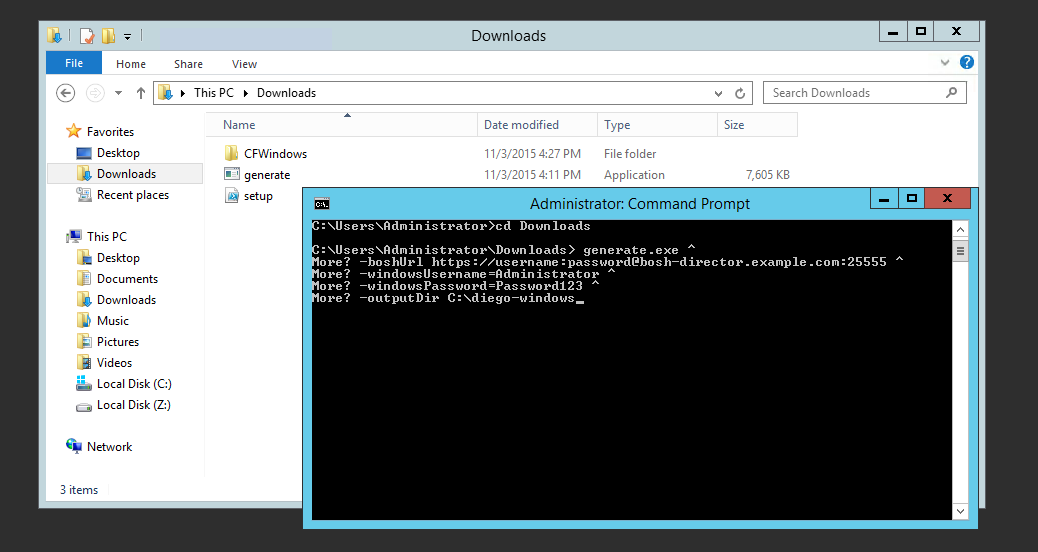 Downloads
File Home Share View
This PC Downloads
Search Downloads
Name Date modified Type Size
Favorites
Desktop
Downloads
Recent places
This PC
Desktop
Documents
Downloads
Music
Pictures
Videos
Local Disk (C:)
Local Disk (Z:)
Network
CFWindows 11/3/2015 4:27 PM File folder
generate 11/3/2015 4:11 PM Application 7,605 KB
setup
3 items
C:\.
Administrator: Command Prompt
C:\Users\Administrator>cd Downloads
C:\Users\Administrator\Downloads> generate.exe ^
More? -boshUrl https://username:password@bosh-director.example.com:25555 ^
More? -windowsUsername=Administrator ^
More? -windowsPassword=Password123 ^
More? -outputDir C:\diego-windows_